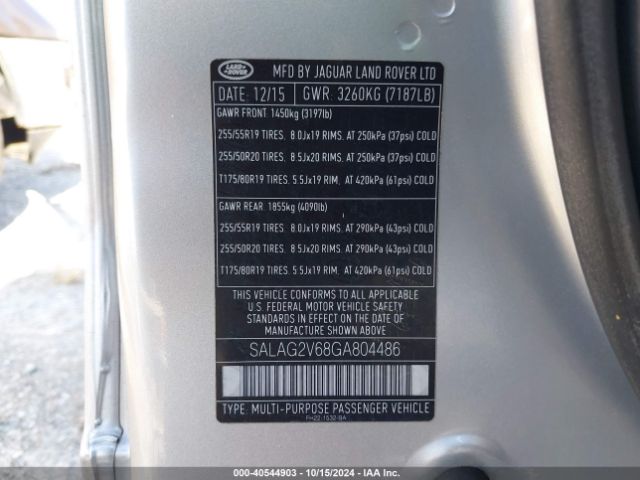 LAND ROVER
MFD BY JAGUAR LAND ROVER LTD
DATE: 12/15 GWR: 3260KG (7187LB)
GAWR FRONT 1450kg (3197lb)
255/55R19 TIRES. 8.0Jx19 RIMS. AT 250kPa (37psi) COLD
255/50R20 TIRES. 8.5Jx20 RIMS. AT 250kPa (37psi) COLD
T175/80R19 TIRES. 5.5Jx19 RIM. AT 420kPa (61psi) COLD
GAWR REAR: 1855kg (4090lb)
255/55R19 TIRES. 8.0Jx19 RIMS. AT 290kPa (43psi) COLD
255/50R20 TIRES. 8.5Jx20 RIMS. AT 290kPa (43psi) COLD
T175/80R19 TIRES. 5.5Jx19 RIM. AT 420kPa (61psi) COLD
THIS VEHICLE CONFORMS TO ALL APPLICABLE
U.S. FEDERAL MOTOR VEHICLE SAFETY
STANDARDS IN EFFECT ON THE DATE OF
MANUFACTURE SHOWN ABOVE.
SALAG2V68GA804486
TYPE: MULTI-PURPOSE PASSENGER VEHICLE
FH22-1532-BA
000-40544903 - 10/15/2024 - IAA Inc.